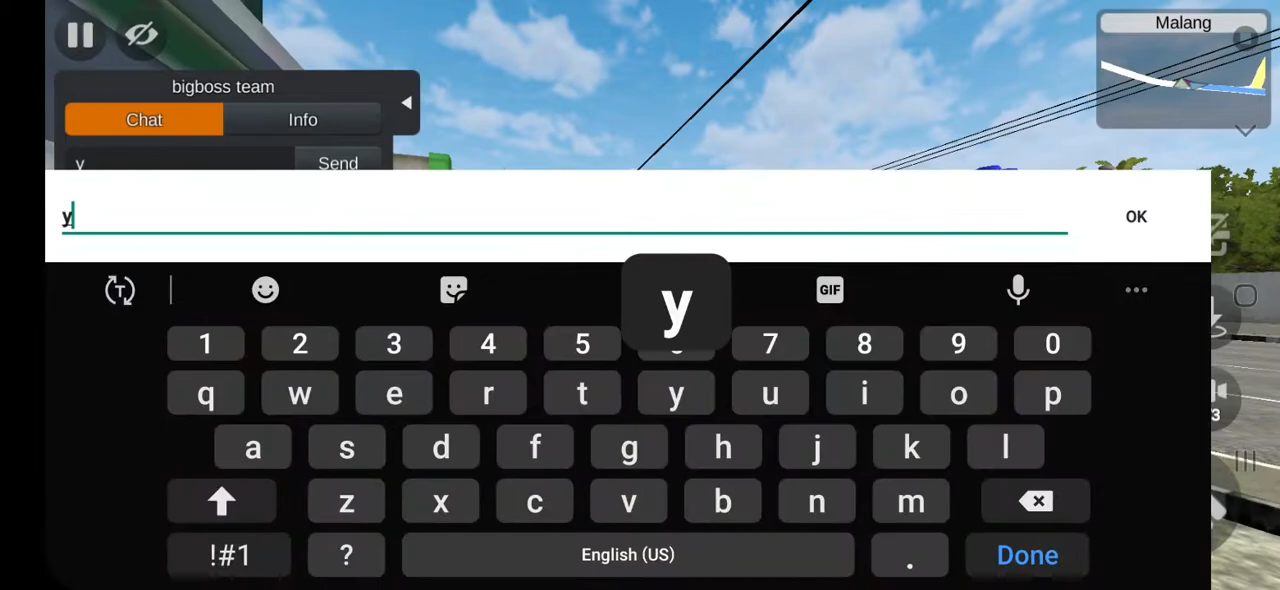 Malang
bigboss team
Chat Info
y Send
y OK
T GIF
y
1 2 3 4 5 7 8 9 0
q w e r t y u i o p
a s d f g h j k l
z x c v b n m
!#1 ? English (US) . Done
3